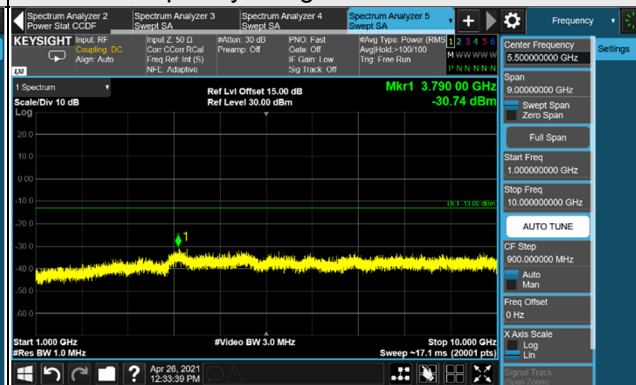 Spectrum Analyzer 2
Power Stat CCDF
Spectrum Analyzer 3
Swept SA
Spectrum Analyzer 4
Swept SA
Spectrum Analyzer 5
Swept SA
Frequency
KEYSIGHT
Input: RF
Coupling: DC
Align: Auto
Input Z: 50 Ω
Corr CCorr RCal
Freq Ref: Int (S)
NFE: Adaptive
#Atten: 30 dB
Preamp: Off
PNO: Fast
Gate: Off
IF Gain: Low
Sig Track: Off
#Avg Type: Power (RMS
Avg|Hold:>100/100
Trig: Free Run
1 2 3 4 5 6
M W W W W W
P N N N N N
LXI
1 Spectrum
Scale/Div 10 dB
Log
Ref Lvl Offset 15.00 dB
Ref Level 30.00 dBm
Mkr1 3.790 00 GHz
-30.74 dBm
20.0
10.0
0.00
-10.0
-20.0
-30.0
-40.0
-50.0
-60.0
DL1 -13.00 dBm
1
Start 1.000 GHz
#Res BW 1.0 MHz
#Video BW 3.0 MHz
Stop 10.000 GHz
Sweep ~17.1 ms (20001 pts)
Apr 26, 2021
12:33:39 PM
Center Frequency
5.500000000 GHz
Settings
Span
9.00000000 GHz
Swept Span
Zero Span
Full Span
Start Freq
1.000000000 GHz
Stop Freq
10.000000000 GHz
AUTO TUNE
CF Step
900.000000 MHz
Auto
Man
Freq Offset
0 Hz
X Axis Scale
Log
Lin
Signal Track
(Span Zoom)